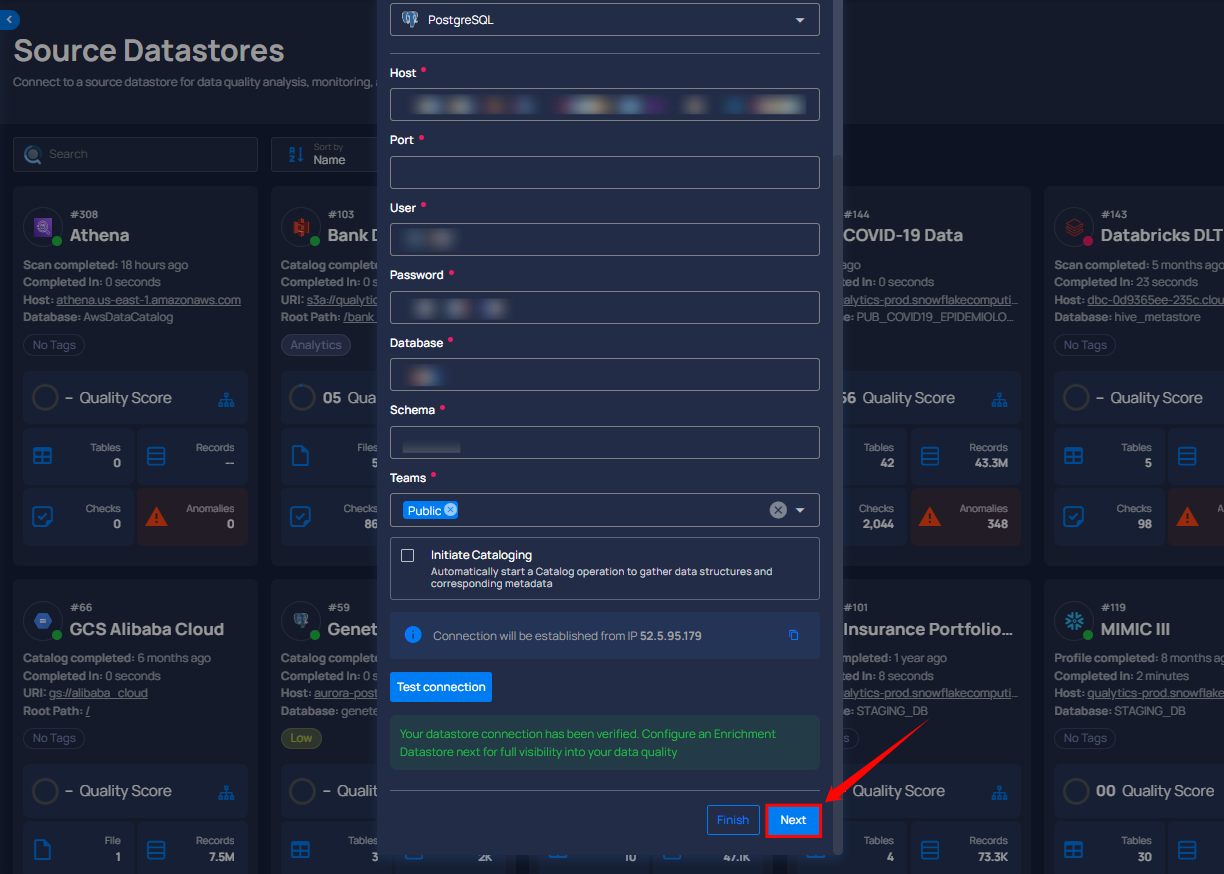 PostgreSQL
Source Datastores
Connect to a source datastore for data quality analysis, monitoring,
Host *
Port *
User *
Password *
Database *
Schema *
Teams *
Public
Initiate Cataloging
Automatically start a Catalog operation to gather data structures and
corresponding metadata
Connection will be established from IP 52.5.95.179
Test connection
Your datastore connection has been verified. Configure an Enrichment
Datastore next for full visibility into your data quality
Finish
Next
Search
Sort by
Name
#308
Athena
Scan completed: 18 hours ago
Completed In: 0 seconds
Host: athena.us-east-1.amazonaws.com
Database: AwsDataCatalog
No Tags
– Quality Score
Tables
0
Records
--
Checks
0
Anomalies
0
#103
Bank D
Catalog complete
Completed In: 0 s
URI: s3a://qualytic
Root Path: /bank_
Analytics
05 Qua
Files
5
Checks
86
#144
COVID-19 Data
ago
n: 0 seconds
alytics-prod.snowflakecomputi...
e: PUB_COVID19_EPIDEMIOLO...
56 Quality Score
Tables
42
Records
43.3M
Checks
2,044
Anomalies
348
#143
Databricks DLT
Scan completed: 5 months ago
Completed In: 23 seconds
Host: dbc-0d9365ee-235c.clou
Database: hive_metastore
No Tags
– Quality Score
Tables
5
Checks
98
A
#66
GCS Alibaba Cloud
Catalog completed: 6 months ago
Completed In: 0 seconds
URI: gs://alibaba_cloud
Root Path: /
No Tags
– Quality Score
File
1
Records
7.5M
#59
Genet
Catalog complete
Completed In: 0 s
Host: aurora-post
Database: genete
Low
– Qualit
Tables
3
2K
10
47.1K
#101
Insurance Portfolio...
mpleted: 1 year ago
d In: 8 seconds
alytics-prod.snowflakecomputi...
e: STAGING_DB
s
Quality Score
Tables
4
Records
73.3K
#119
MIMIC III
Profile completed: 8 months ag
Completed In: 2 minutes
Host: qualytics-prod.snowflake
Database: STAGING_DB
No Tags
00 Quality Score
Tables
30